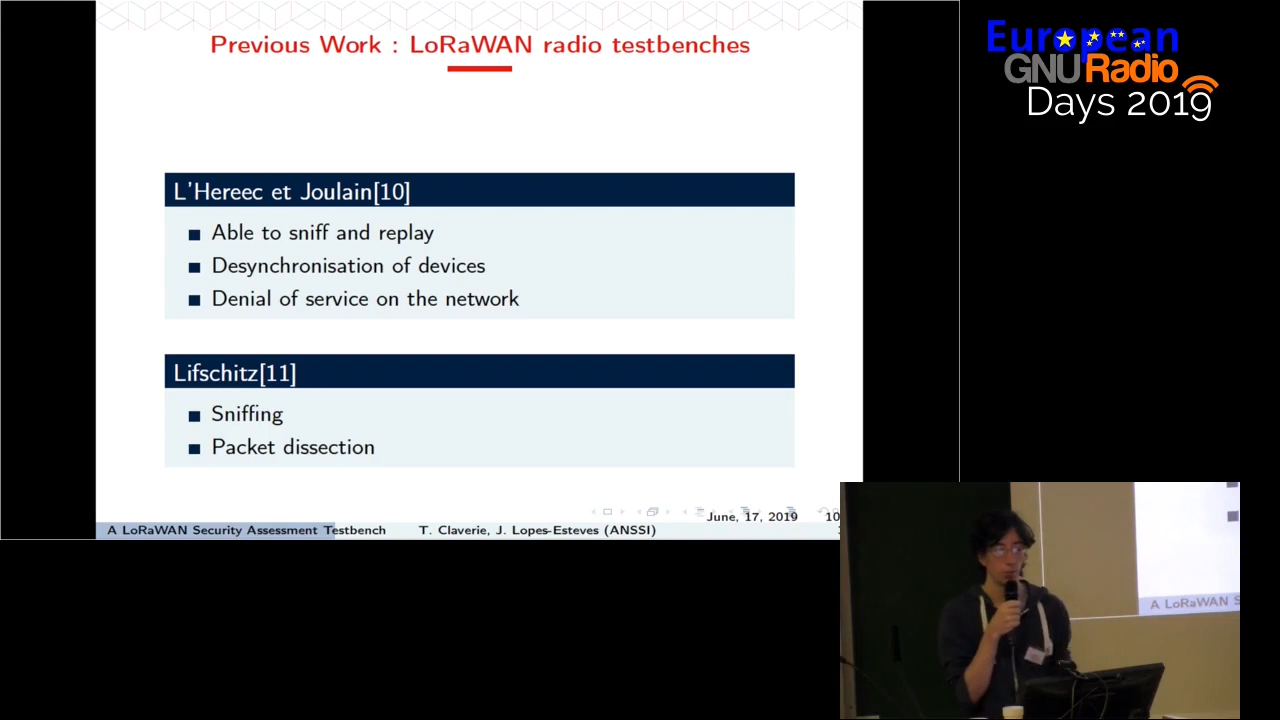 Previous Work : LoRaWAN radio testbenches
L'Hereec et Joulain[10]
Able to sniff and replay
Desynchronisation of devices
Denial of service on the network
Lifschitz[11]
Sniffing
Packet dissection
June, 17, 2019 10
A LoRaWAN Security Assessment Testbench T. Claverie, J. Lopes-Esteves (ANSSI)
European
GNURadio
Days 2019
A LoRaWAN S